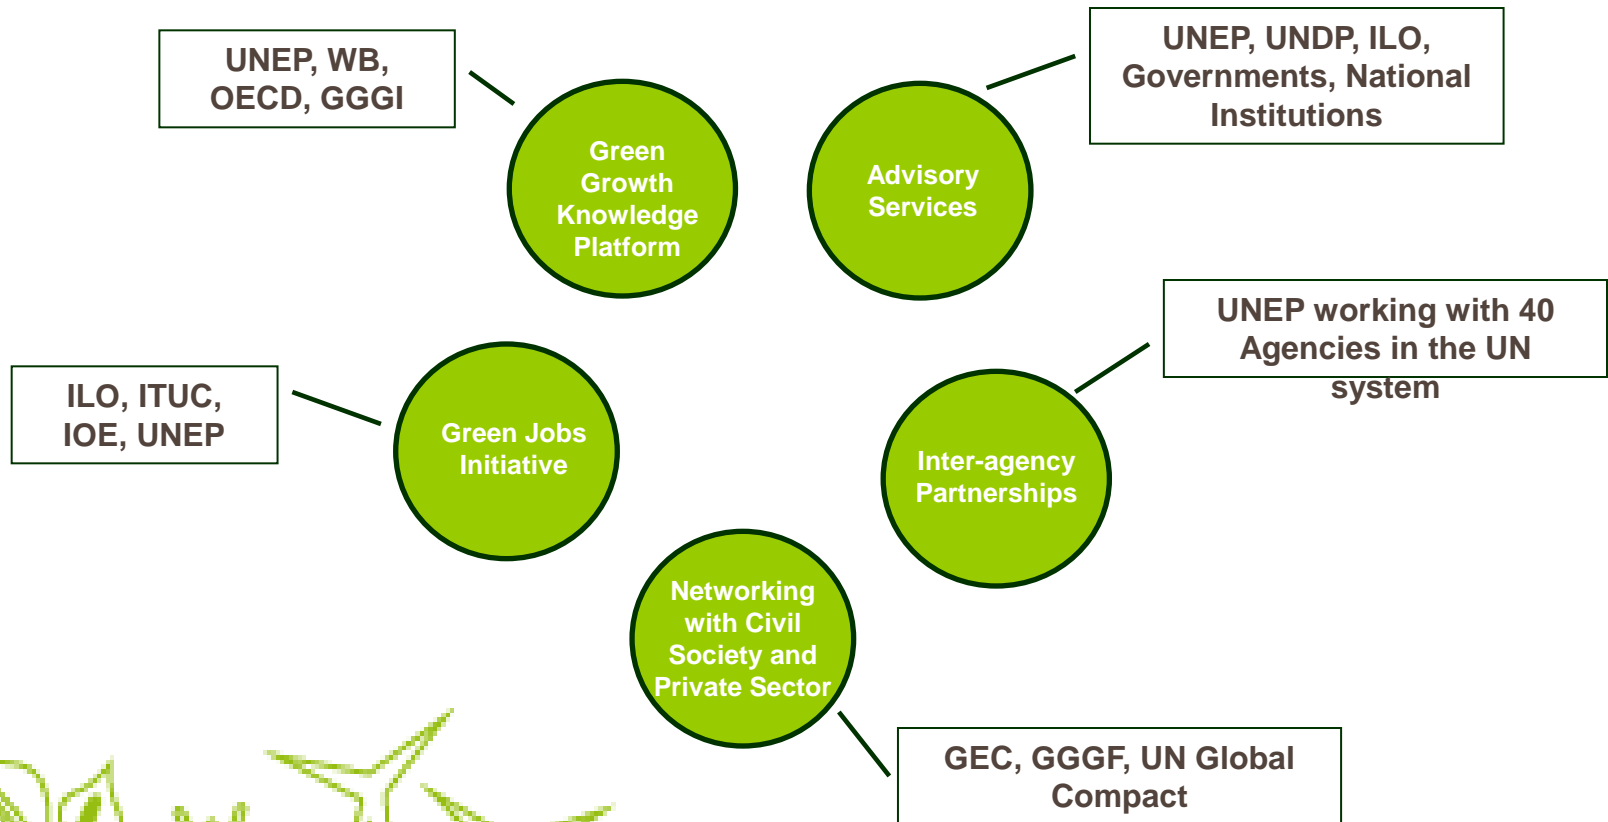 UNEP, WB,
OECD, GGGI
UNEP, UNDP, ILO,
Governments, National
Institutions
Green
Growth
Knowledge
Platform
Advisory
Services
UNEP working with 40
Agencies in the UN
system
ILO, ITUC,
IOE, UNEP
Green Jobs
Initiative
Inter-agency
Partnerships
Networking
with Civil
Society and
Private Sector
GEC, GGGF, UN Global
Compact